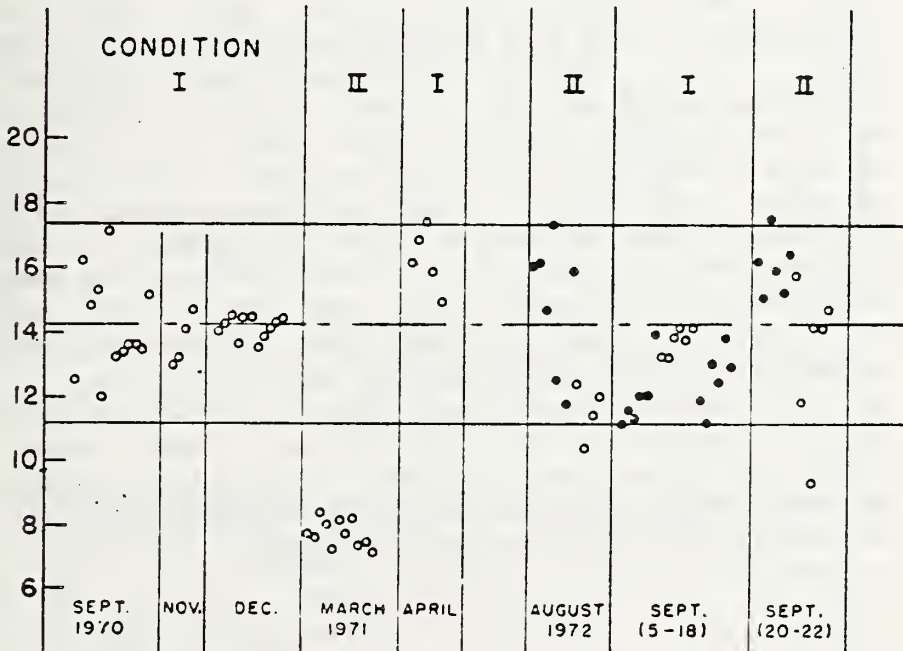 CONDITION
I II I II I II
20
18
16
14
12
10
8
6
SEPT. NOV. DEC. MARCH APRIL AUGUST SEPT. SEPT.
1970 1971 1972 (5-18) (20-22)